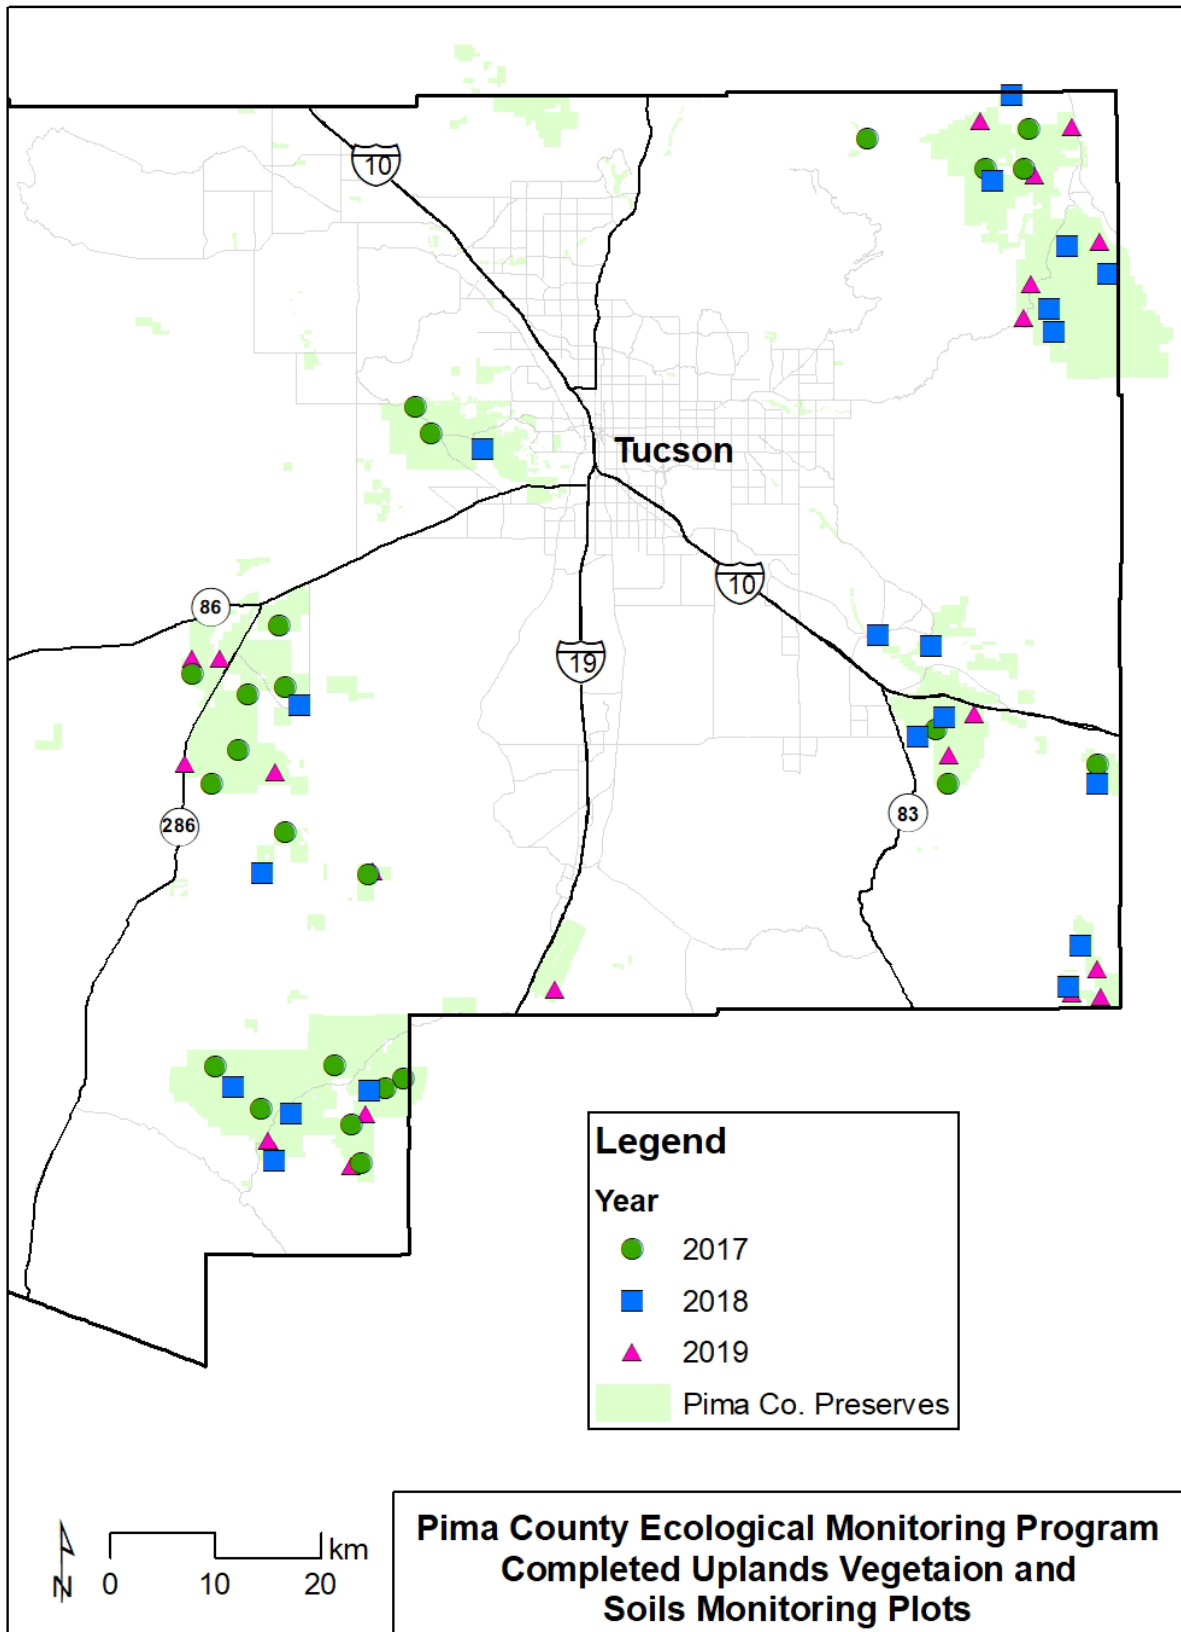 10
Tucson
86
10
19
286
83
Legend
Year
2017
2018
2019
Pima Co. Preserves
km
N
0 10 20
Pima County Ecological Monitoring Program
Completed Uplands Vegetaion and
Soils Monitoring Plots